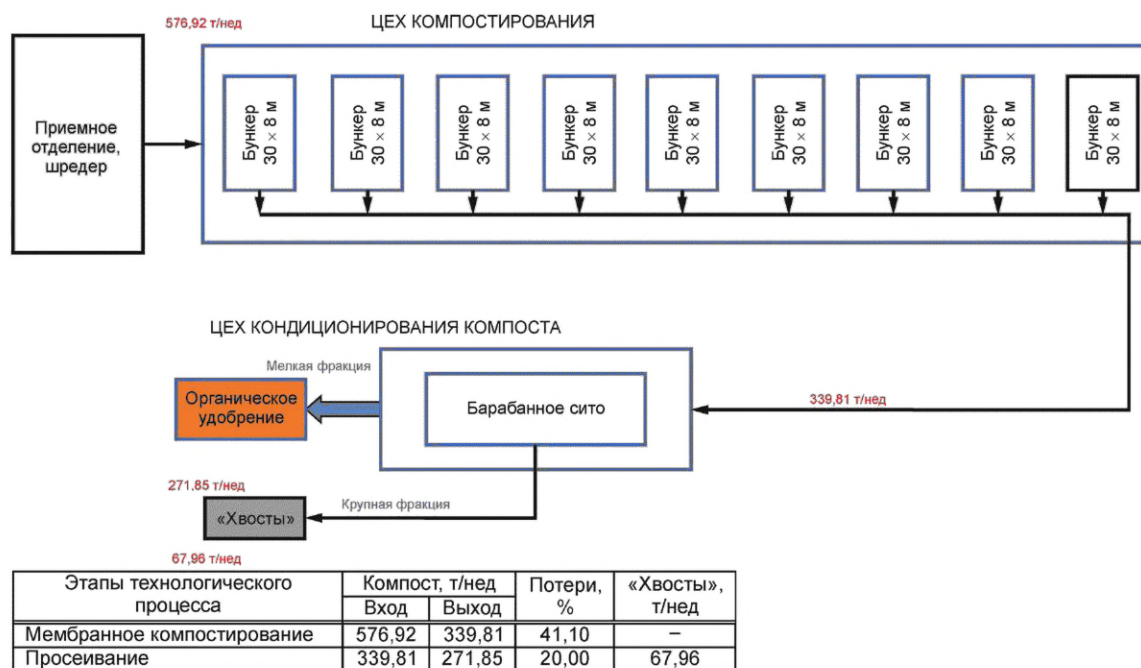 576,92 т/нед
ЦЕХ КОМПОСТИРОВАНИЯ
Приемное
отделение,
шредер
Бункер
30 × 8 м
Бункер
30 × 8 м
Бункер
30 × 8 м
Бункер
30 × 8 м
Бункер
30 × 8 м
Бункер
30 × 8 м
Бункер
30 × 8 м
Бункер
30 × 8 м
Бункер
30 × 8 м
ЦЕХ КОНДИЦИОНИРОВАНИЯ КОМПОСТА
Мелкая фракция
Органическое
удобрение
Барабанное сито
339,81 т/нед
271,85 т/нед
Крупная фракция
«Хвосты»
67,96 т/нед
Этапы технологического
процесса
Компост, т/нед
Потери,
%
«Хвосты»,
т/нед
Вход Выход
Мембранное компостирование 576,92 339,81 41,10 –
Просеивание 339,81 271,85 20,00 67,96